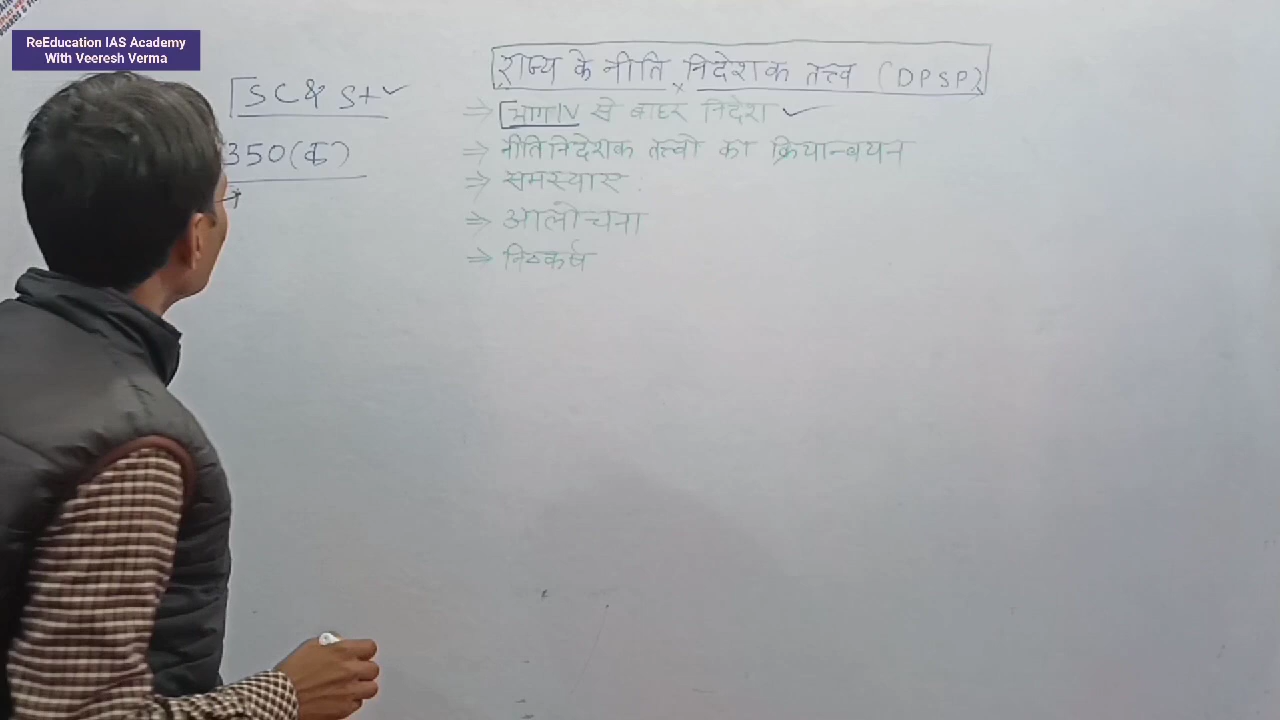 ReEducation IAS Academy
With Veeresh Verma
SC & St ✓
350(क)
राज्य के नीति निदेशक तत्त्व (DPSP)
⇒ भाग IV से बाहर निदेश ✓
⇒ नीति निदेशक तत्त्वो का क्रियान्वयन
⇒ समस्याए
⇒ आलोचना
⇒ निष्कर्ष